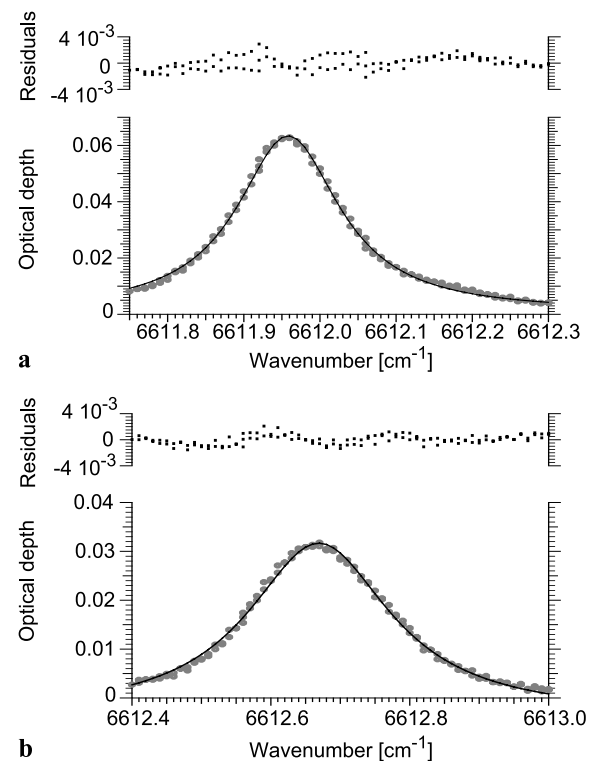 4 10-3
0
-4 10-3
Residuals
0.06
0.04
0.02
0
Optical depth
6611.8 6611.9 6612.0 6612.1 6612.2 6612.3
a Wavenumber [cm-1]
4 10-3
0
-4 10-3
Residuals
0.04
0.03
0.02
0.01
0
Optical depth
6612.4 6612.6 6612.8 6613.0
b Wavenumber [cm-1]